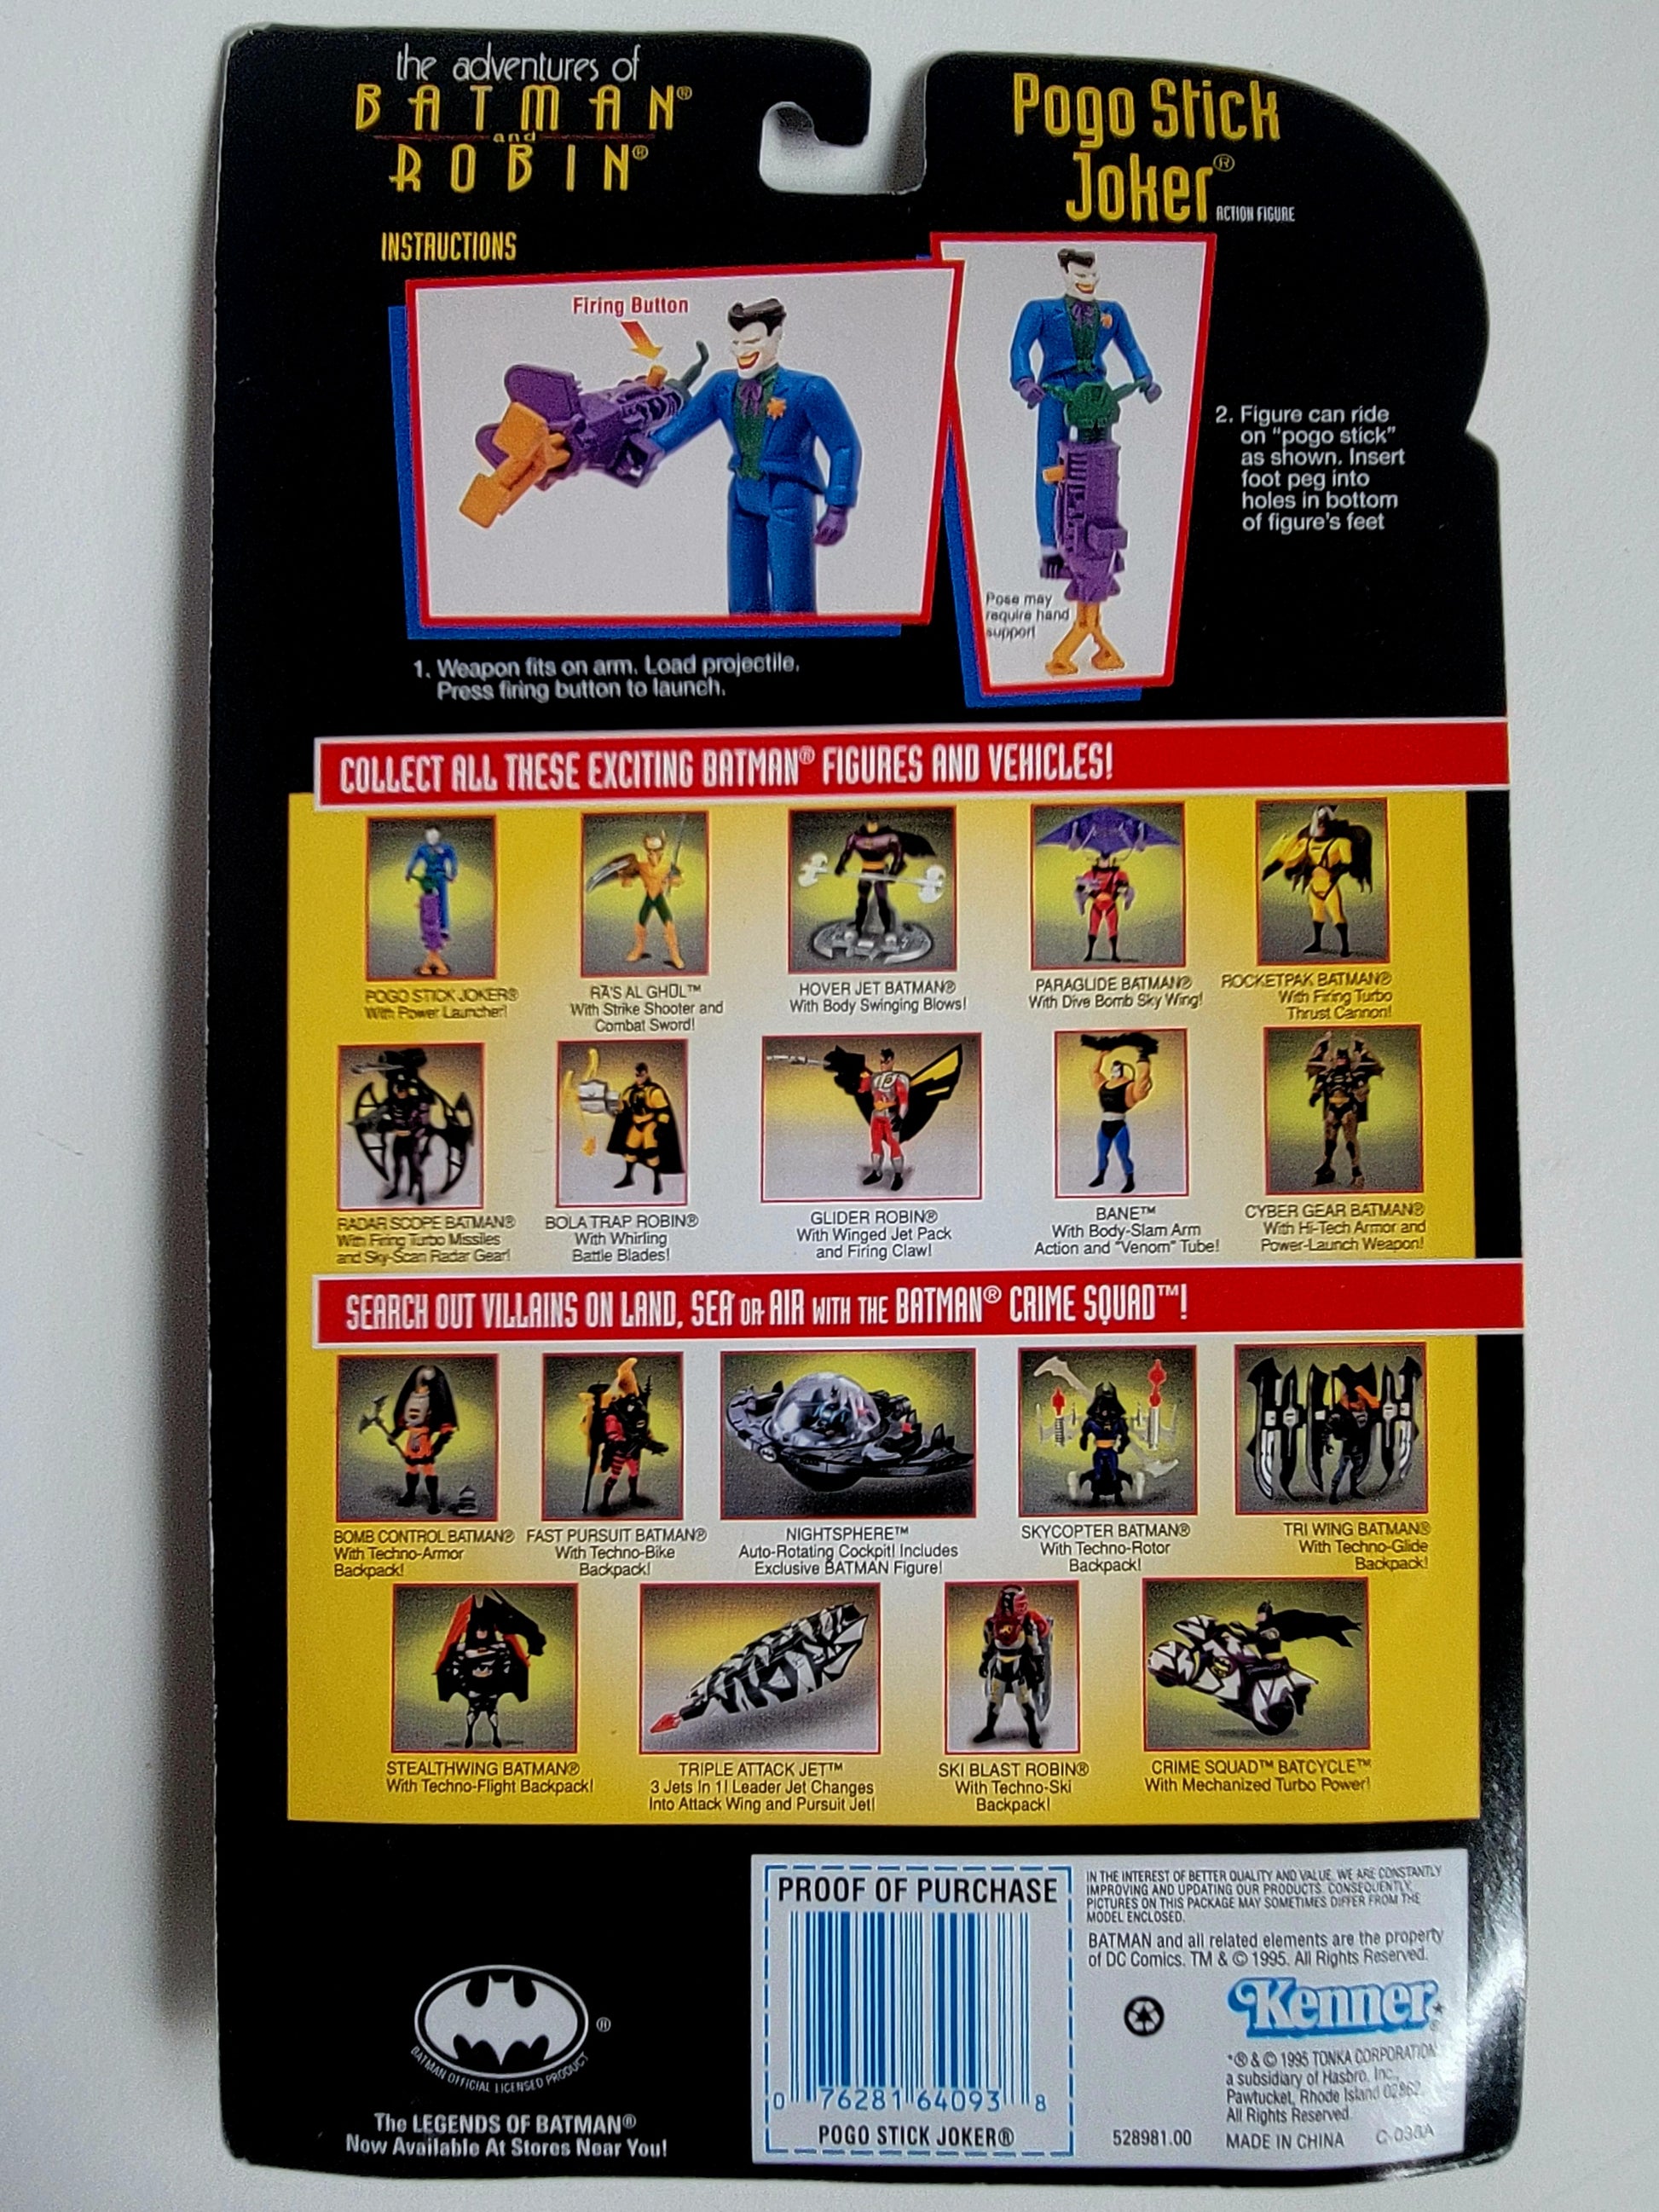 the adventures of
BATMAN®
and
ROBIN®
Pogo Stick
Joker®
ACTION FIGURE
INSTRUCTIONS
Firing Button
1. Weapon fits on arm. Load projectile.
Press firing button to launch.
Pose may
require hand
support
2. Figure can ride
on "pogo stick"
as shown. Insert
foot peg into
holes in bottom
of figure's feet
COLLECT ALL THESE EXCITING BATMAN® FIGURES AND VEHICLES!
POGO STICK JOKER®
With Power Launcher!
RA'S AL GHUL™
With Strike Shooter and
Combat Sword!
HOVER JET BATMAN®
With Body Swinging Blows!
PARAGLIDE BATMAN®
With Dive Bomb Sky Wing!
ROCKETPAK BATMAN®
With Firing Turbo
Thrust Cannon!
RADAR SCOPE BATMAN®
With Firing Turbo Missiles
and Sky-Scan Radar Gear!
BOLA TRAP ROBIN®
With Whirling
Battle Blades!
GLIDER ROBIN®
With Winged Jet Pack
and Firing Claw!
BANE™
With Body-Slam Arm
Action and "Venom" Tube!
CYBER GEAR BATMAN®
With Hi-Tech Armor and
Power-Launch Weapon!
SEARCH OUT VILLAINS ON LAND, SEA OR AIR WITH THE BATMAN® CRIME SQUAD™!
BOMB CONTROL BATMAN®
With Techno-Armor
Backpack!
FAST PURSUIT BATMAN®
With Techno-Bike
Backpack!
NIGHTSPHERE™
Auto-Rotating Cockpit! Includes
Exclusive BATMAN Figure!
SKYCOPTER BATMAN®
With Techno-Rotor
Backpack!
TRI WING BATMAN®
With Techno-Glide
Backpack!
STEALTHWING BATMAN®
With Techno-Flight Backpack!
TRIPLE ATTACK JET™
3 Jets In 1! Leader Jet Changes
Into Attack Wing and Pursuit Jet!
SKI BLAST ROBIN®
With Techno-Ski
Backpack!
CRIME SQUAD™ BATCYCLE™
With Mechanized Turbo Power!
®
BATMAN OFFICIAL LICENSED PRODUCT
The LEGENDS OF BATMAN®
Now Available At Stores Near You!
PROOF OF PURCHASE
0 76281 64093 8
POGO STICK JOKER®
IN THE INTEREST OF BETTER QUALITY AND VALUE, WE ARE CONSTANTLY
IMPROVING AND UPDATING OUR PRODUCTS. CONSEQUENTLY,
PICTURES ON THIS PACKAGE MAY SOMETIMES DIFFER FROM THE
MODEL ENCLOSED.
BATMAN and all related elements are the property
of DC Comics. TM & © 1995. All Rights Reserved.
Kenner
*® & © 1995 TONKA CORPORATION
a subsidiary of Hasbro, Inc.,
Pawtucket, Rhode Island 02862.
All Rights Reserved
528981.00
MADE IN CHINA
C-030A